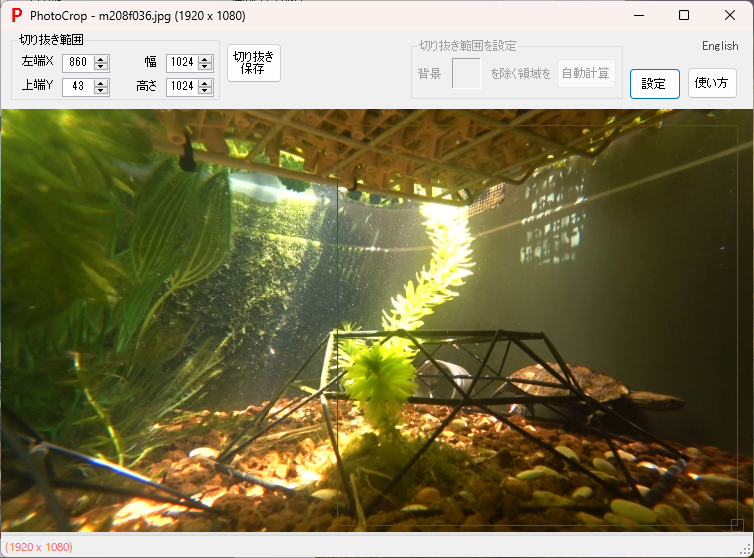 P PhotoCrop - m208f036.jpg (1920 x 1080)
切り抜き範囲
左端X 860 幅 1024
上端Y 43 高さ 1024
切り抜き
保存
切り抜き範囲を設定
背景 を除く領域を 自動計算
English
設定
使い方
(1920 x 1080)